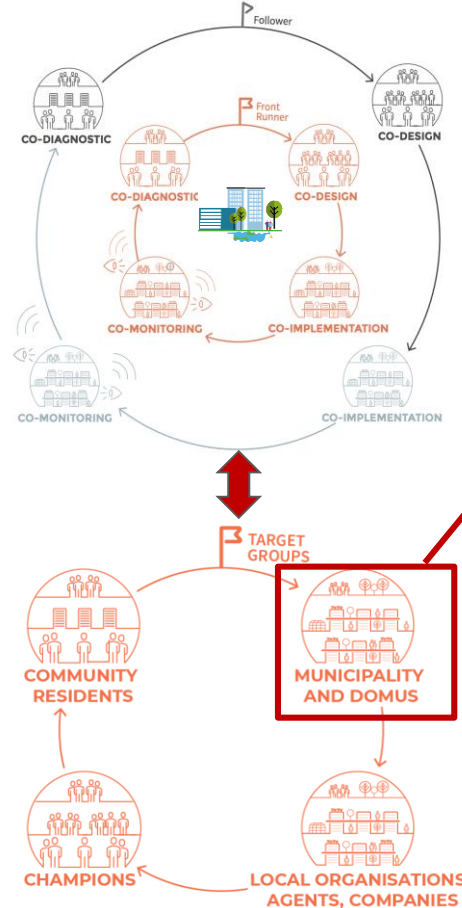 Follower
CO-DIAGNOSTIC
CO-DESIGN
Front
Runner
CO-DIAGNOSTIC
CO-DESIGN
CO-MONITORING
CO-IMPLEMENTATION
CO-MONITORING
CO-IMPLEMENTATION
TARGET
GROUPS
COMMUNITY
RESIDENTS
MUNICIPALITY
AND DOMUS
CHAMPIONS
LOCAL ORGANISATIONS
AGENTS, COMPANIES